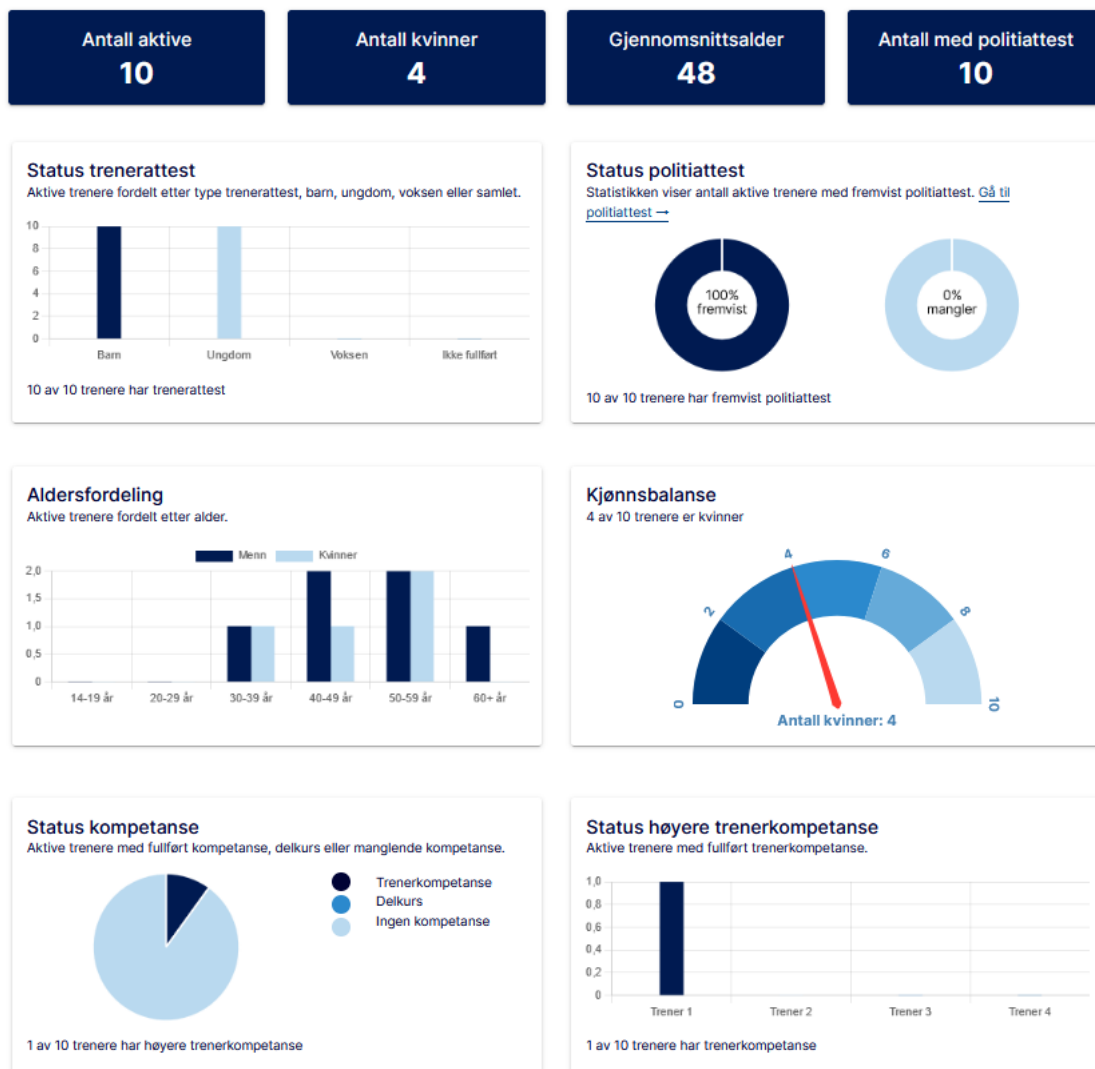 Antall aktive
10
Antall kvinner
4
Gjennomsnittsalder
48
Antall med politiattest
10
Status trenerattest
Aktive trenere fordelt etter type trenerattest, barn, ungdom, voksen eller samlet.
10
8
6
4
2
0
Barn
Ungdom
Voksen
Ikke fullført
10 av 10 trenere har trenerattest
Status politiattest
Statistikken viser antall aktive trenere med fremvist politiattest. Gå til
politiattest →
100%
fremvist
0%
mangler
10 av 10 trenere har fremvist politiattest
Aldersfordeling
Aktive trenere fordelt etter alder.
Menn
Kvinner
2,0
1,5
1,0
0,5
0
14-19 år
20-29 år
30-39 år
40-49 år
50-59 år
60+ år
Kjønnsbalanse
4 av 10 trenere er kvinner
0
2
4
6
8
10
Antall kvinner: 4
Status kompetanse
Aktive trenere med fullført kompetanse, delkurs eller manglende kompetanse.
Trenerkompetanse
Delkurs
Ingen kompetanse
1 av 10 trenere har høyere trenerkompetanse
Status høyere trenerkompetanse
Aktive trenere med fullført trenerkompetanse.
1,0
0,8
0,6
0,4
0,2
0
Trener 1
Trener 2
Trener 3
Trener 4
1 av 10 trenere har trenerkompetanse